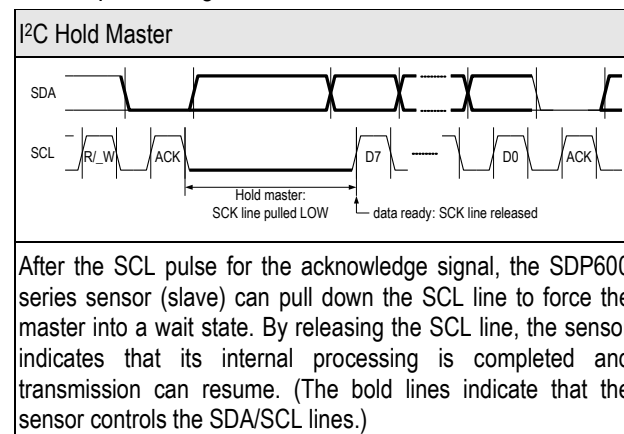 I²C Hold Master
SDA
SCL R/_W ACK D7 D0 ACK
Hold master:
SCK line pulled LOW data ready: SCK line released
After the SCL pulse for the acknowledge signal, the SDP600
series sensor (slave) can pull down the SCL line to force the
master into a wait state. By releasing the SCL line, the senso
indicates that its internal processing is completed and
transmission can resume. (The bold lines indicate that the
sensor controls the SDA/SCL lines.)